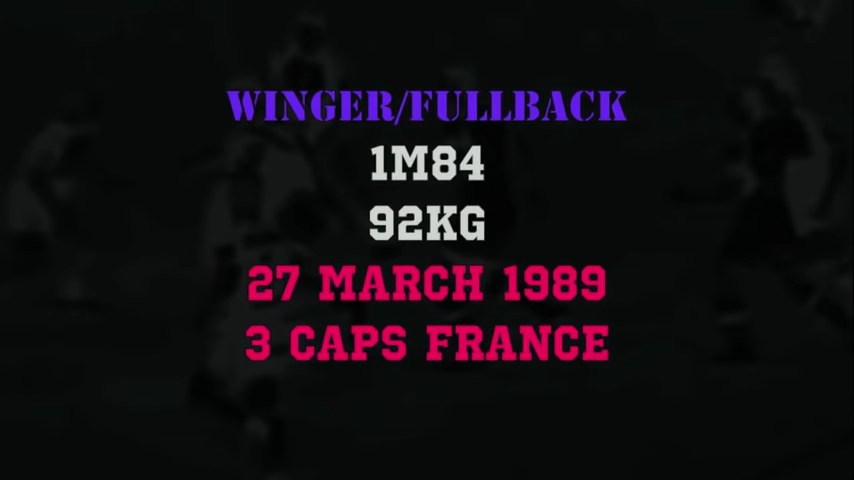 WINGER/FULLBACK
1M84
92KG
27 MARCH 1989
3 CAPS FRANCE